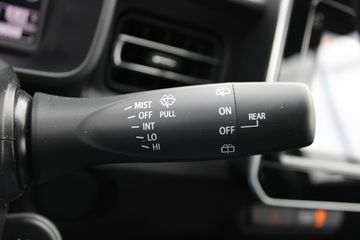 MIST
OFF PULL
INT
LO
HI
ON
OFF REAR